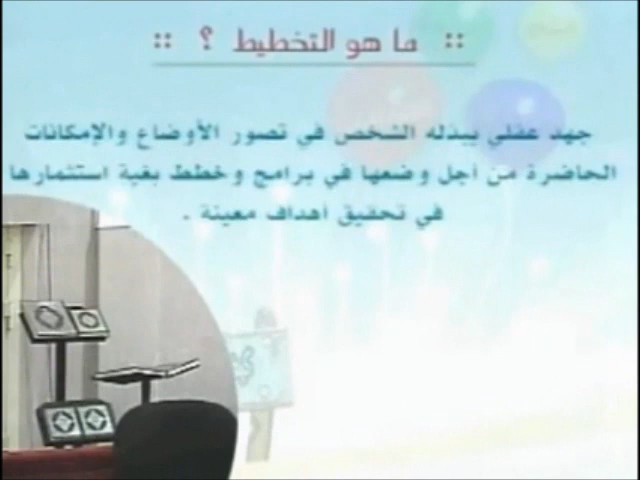 :: ما هو التخطيط ؟ ::
جهد عقلي يبذله الشخص في تصور الأوضاع والإمكانات
الحاضرة من أجل وضعها في برامج وخطط بغية استثمارها
في تحقيق أهداف معينة .